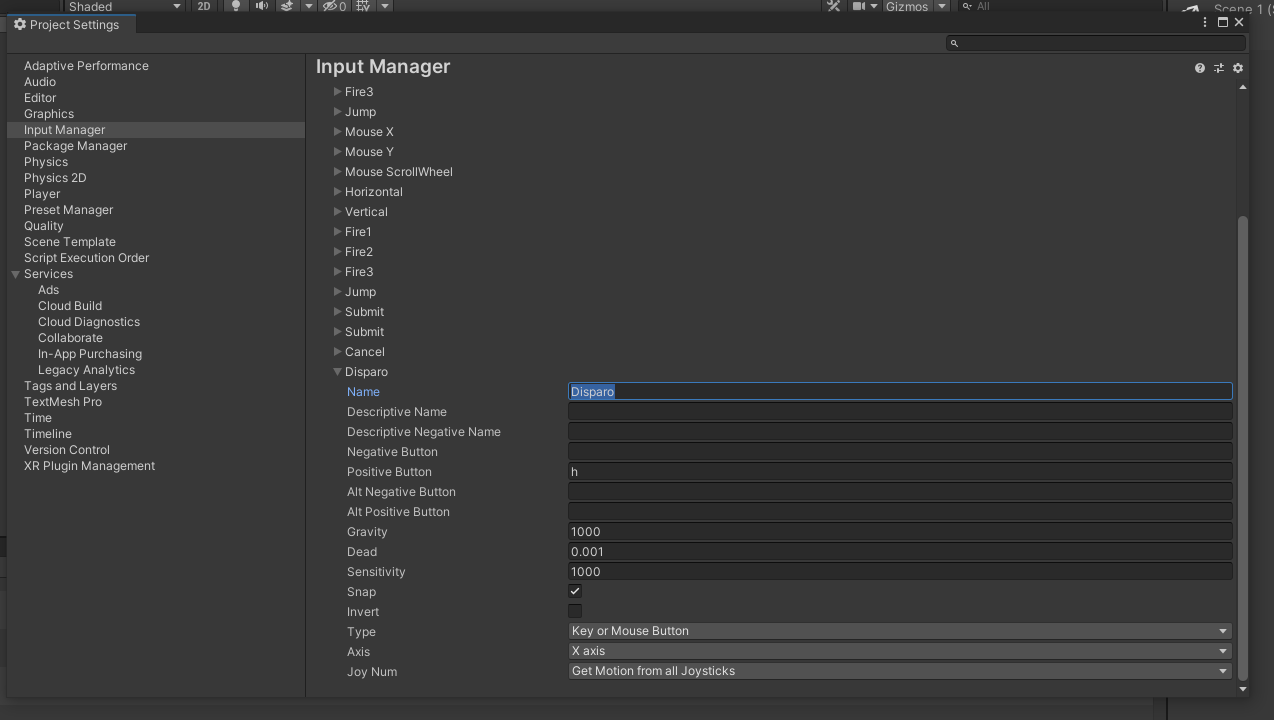 Shaded
2D
0
Gizmos
All
Scene 1 (S
Project Settings
Adaptive Performance
Audio
Editor
Graphics
Input Manager
Package Manager
Physics
Physics 2D
Player
Preset Manager
Quality
Scene Template
Script Execution Order
Services
Ads
Cloud Build
Cloud Diagnostics
Collaborate
In-App Purchasing
Legacy Analytics
Tags and Layers
TextMesh Pro
Time
Timeline
Version Control
XR Plugin Management
Input Manager
Fire3
Jump
Mouse X
Mouse Y
Mouse ScrollWheel
Horizontal
Vertical
Fire1
Fire2
Fire3
Jump
Submit
Submit
Cancel
Disparo
Name Disparo
Descriptive Name
Descriptive Negative Name
Negative Button
Positive Button h
Alt Negative Button
Alt Positive Button
Gravity 1000
Dead 0.001
Sensitivity 1000
Snap
Invert
Type Key or Mouse Button
Axis X axis
Joy Num Get Motion from all Joysticks